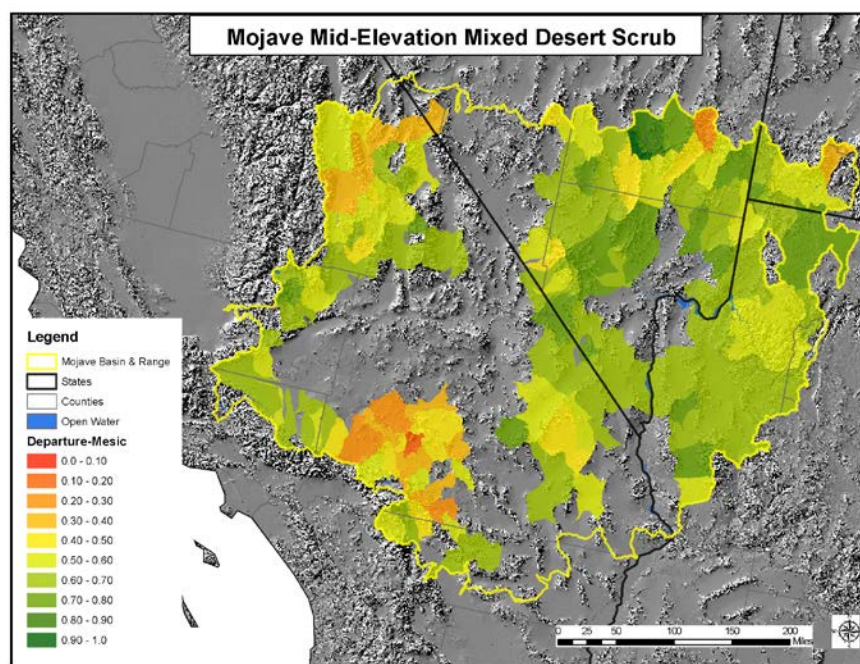 Mojave Mid-Elevation Mixed Desert Scrub
Legend
Mojave Basin & Range
States
Counties
Open Water
Departure-Mesic
0.0 - 0.10
0.10 - 0.20
0.20 - 0.30
0.30 - 0.40
0.40 - 0.50
0.50 - 0.60
0.60 - 0.70
0.70 - 0.80
0.80 - 0.90
0.90 - 1.0
0 25 50 100 150 200
Miles